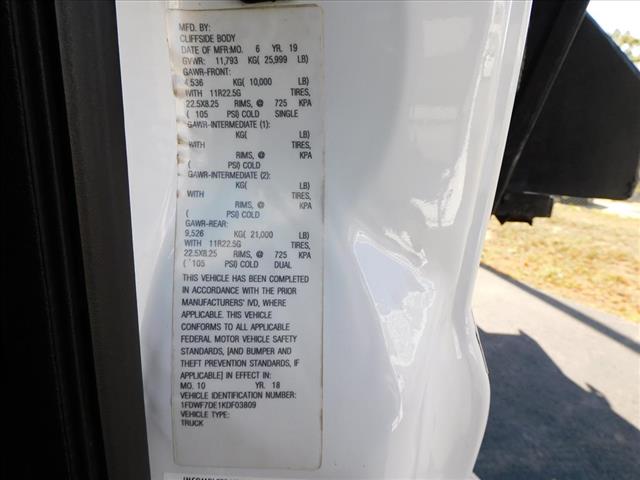 MFD. BY:
CLIFFSIDE BODY
DATE OF MFR:MO. 6 YR. 19
GVWR: 11,793 KG( 25,999 LB)
GAWR-FRONT:
4,536 KG( 10,000 LB)
WITH 11R22.5G TIRES,
22.5X8.25 RIMS, @ 725 KPA
( 105 PSI) COLD SINGLE
GAWR-INTERMEDIATE (1):
KG( LB)
WITH TIRES,
RIMS, @ KPA
( PSI) COLD
GAWR-INTERMEDIATE (2):
KG( LB)
WITH TIRES,
RIMS, @ KPA
( PSI) COLD
GAWR-REAR:
9,526 KG( 21,000 LB)
WITH 11R22.5G TIRES,
22.5X8.25 RIMS, @ 725 KPA
( 105 PSI) COLD DUAL
THIS VEHICLE HAS BEEN COMPLETED
IN ACCORDANCE WITH THE PRIOR
MANUFACTURERS' IVD, WHERE
APPLICABLE. THIS VEHICLE
CONFORMS TO ALL APPLICABLE
FEDERAL MOTOR VEHICLE SAFETY
STANDARDS, [AND BUMPER AND
THEFT PREVENTION STANDARDS, IF
APPLICABLE] IN EFFECT IN:
MO. 10 YR. 18
VEHICLE IDENTIFICATION NUMBER:
1FDWF7DE1KDF03809
VEHICLE TYPE:
TRUCK